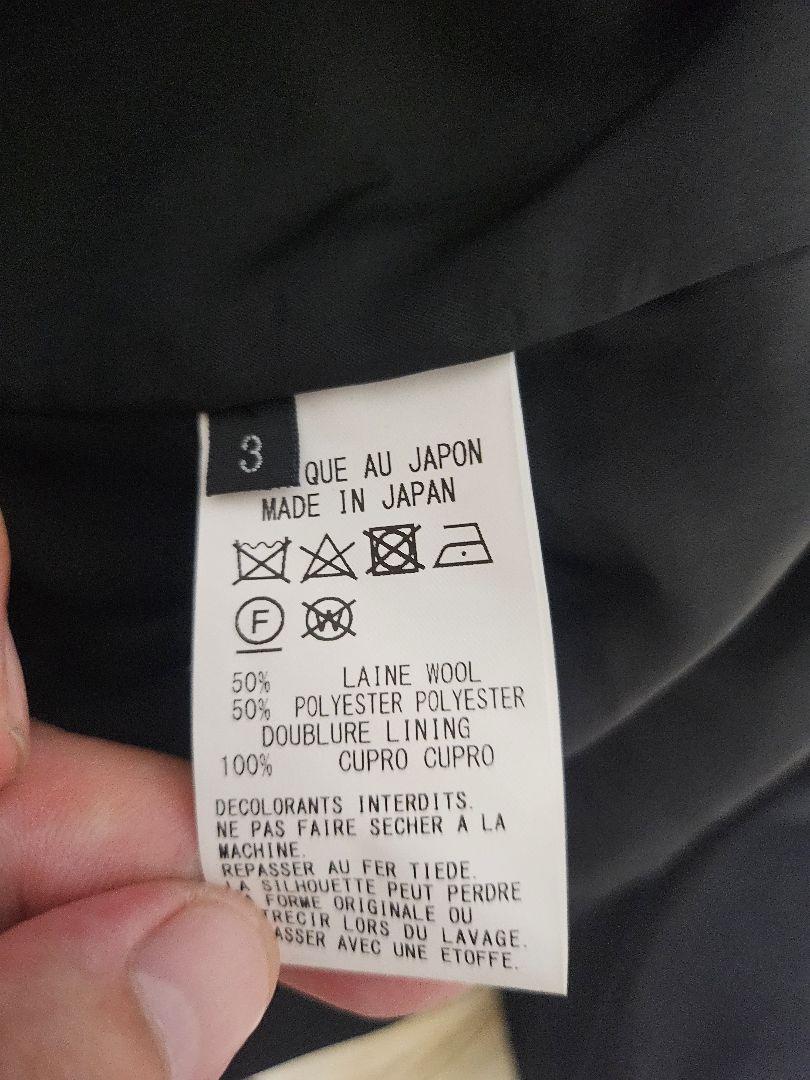 3
QUE AU JAPON
MADE IN JAPAN
F W
50% LAINE WOOL
50% POLYESTER POLYESTER
DOUBLURE LINING
100% CUPRO CUPRO
DECOLORANTS INTERDITS.
NE PAS FAIRE SECHER A LA
MACHINE.
REPASSER AU FER TIEDE.
LA SILHOUETTE PEUT PERDRE
FORME ORIGINALE OU
TRECIR LORS DU LAVAGE.
ASSER AVEC UNE ETOFFE.